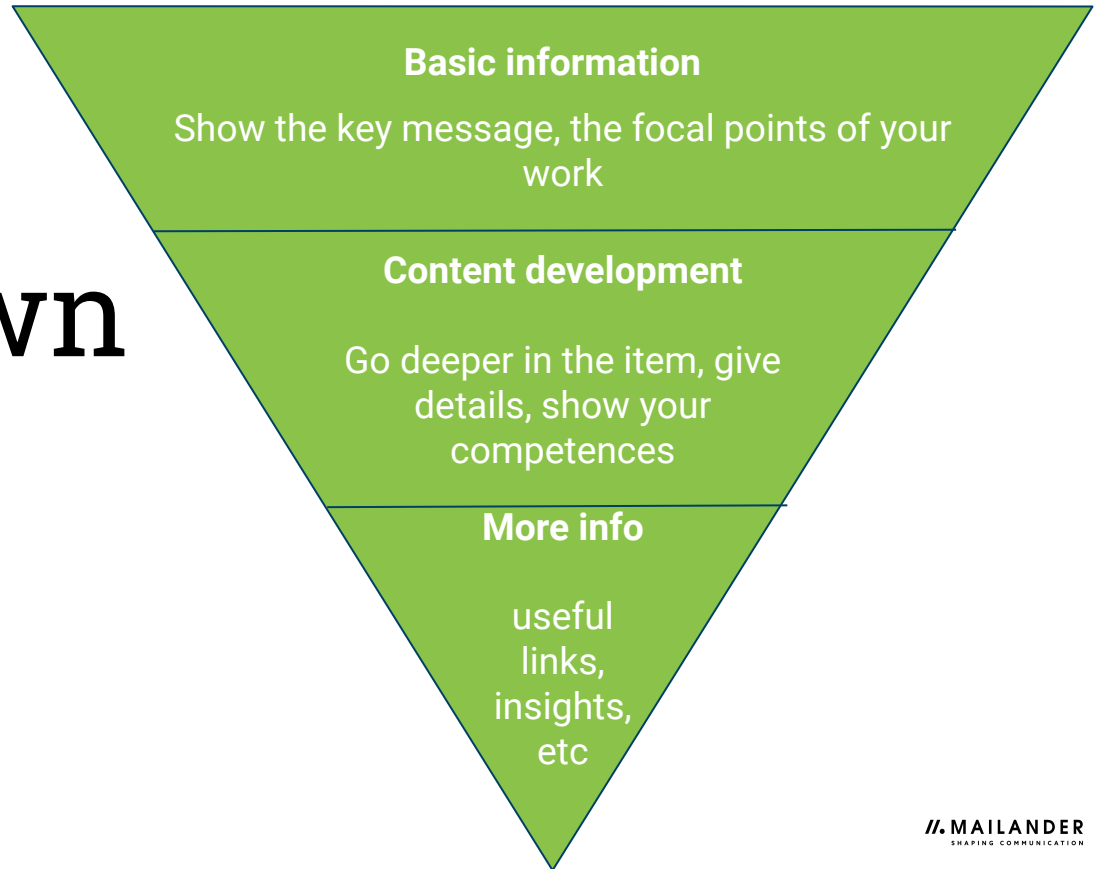 Basic information
Show the key message, the focal points of your
work
Content development
wn
Go deeper in the item, give
details, show your
competences
More info
useful
links,
insights,
etc
MAILANDER
SHAPING COMMUNICATION